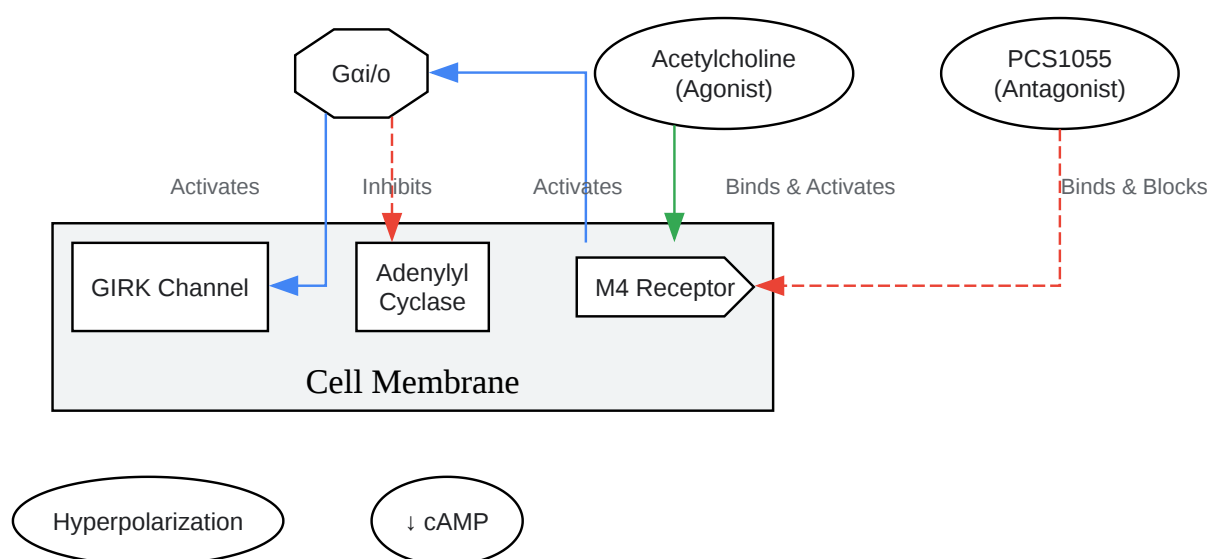 Gαi/o
Acetylcholine
(Agonist)
PCS1055
(Antagonist)
Activates
Inhibits
Activates
Binds & Activates
Binds & Blocks
GIRK Channel
Adenylyl
Cyclase
M4 Receptor
Cell Membrane
Hyperpolarization
↓ cAMP